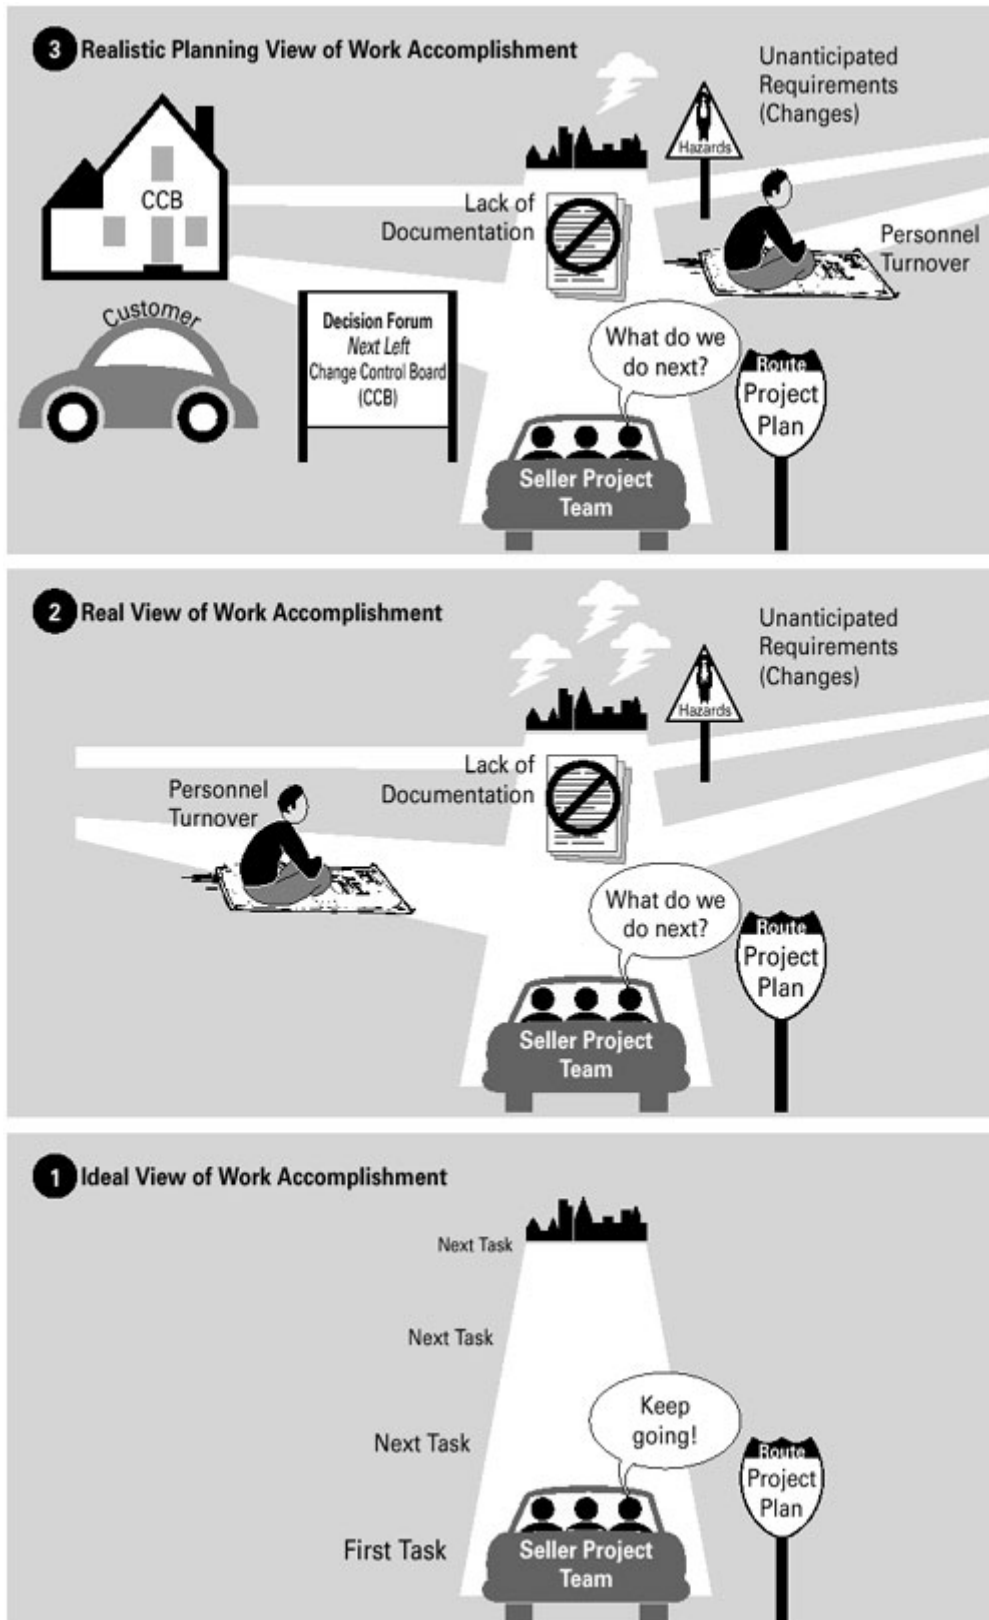 3 Realistic Planning View of Work Accomplishment
Unanticipated
Requirements
(Changes)
Hazards
CCB
Lack of
Documentation
Personnel
Turnover
Customer
Decision Forum
Next Left
Change Control Board
(CCB)
What do we
do next?
Route
Project
Plan
Seller Project
Team
2 Real View of Work Accomplishment
Unanticipated
Requirements
(Changes)
Hazards
Lack of
Documentation
Personnel
Turnover
What do we
do next?
Route
Project
Plan
Seller Project
Team
1 Ideal View of Work Accomplishment
Next Task
Next Task
Keep
going!
Next Task
Route
Project
Plan
First Task
Seller Project
Team